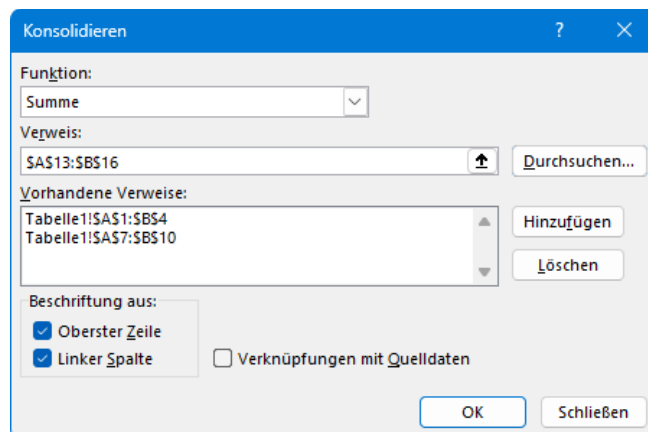 Konsolidieren ? ×
Funktion:
Summe
Verweis:
$A$13:$B$16
Durchsuchen...
Vorhandene Verweise:
Tabelle1!$A$1:$B$4
Tabelle1!$A$7:$B$10
Hinzufügen
Löschen
Beschriftung aus:
Oberster Zeile
Linker Spalte
Verknüpfungen mit Quelldaten
OK
Schließen